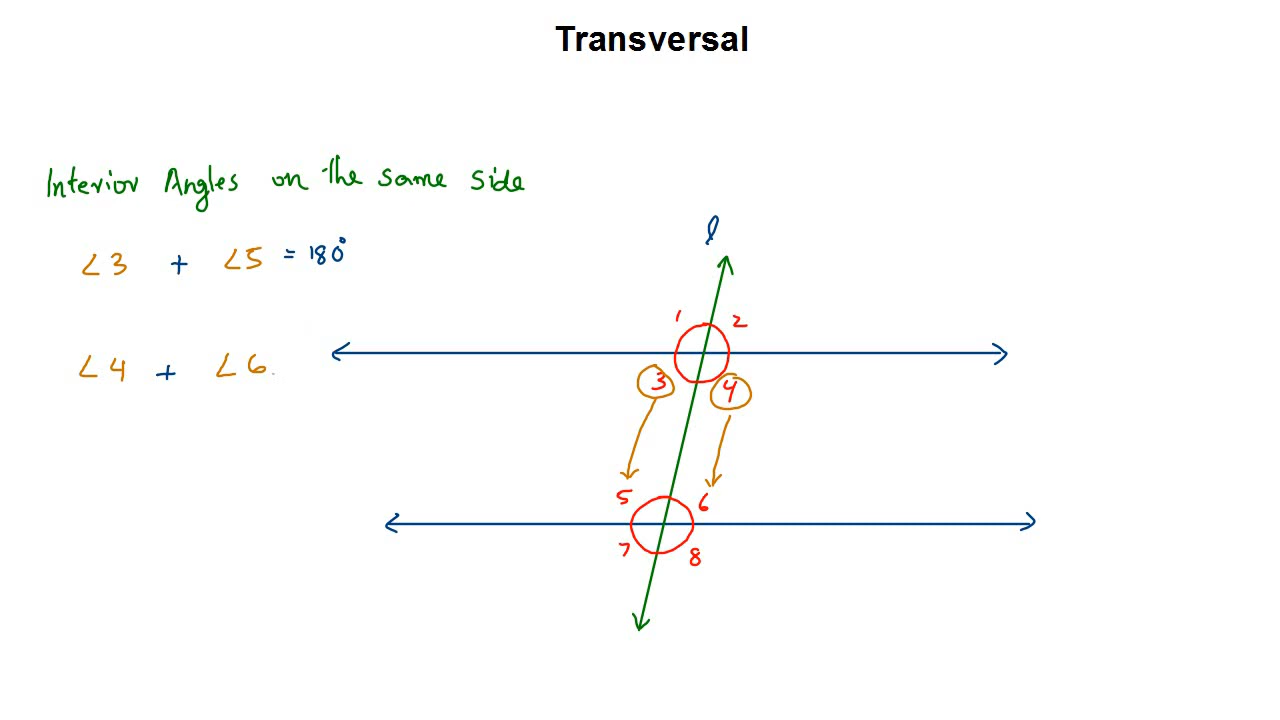 Transversal
Interior Angles on the same side
∠3 + ∠5 = 180°
∠4 + ∠6.
l
1 2
3 4
5 6
7 8